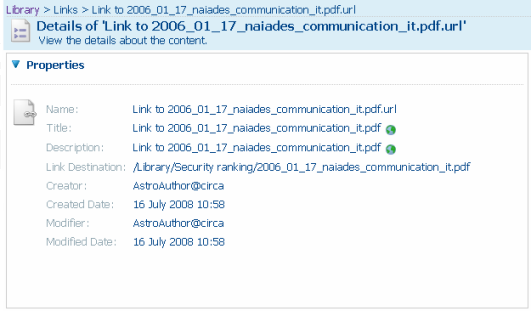 Library > Links > Link to 2006_01_17_naiades_communication_it.pdf.url
Details of 'Link to 2006_01_17_naiades_communication_it.pdf.url'
View the details about the content.
Properties
Name: Link to 2006_01_17_naiades_communication_it.pdf.url
Title: Link to 2006_01_17_naiades_communication_it.pdf
Description: Link to 2006_01_17_naiades_communication_it.pdf
Link Destination: /Library/Security ranking/2006_01_17_naiades_communication_it.pdf
Creator: AstroAuthor@circa
Created Date: 16 July 2008 10:58
Modifier: AstroAuthor@circa
Modified Date: 16 July 2008 10:58